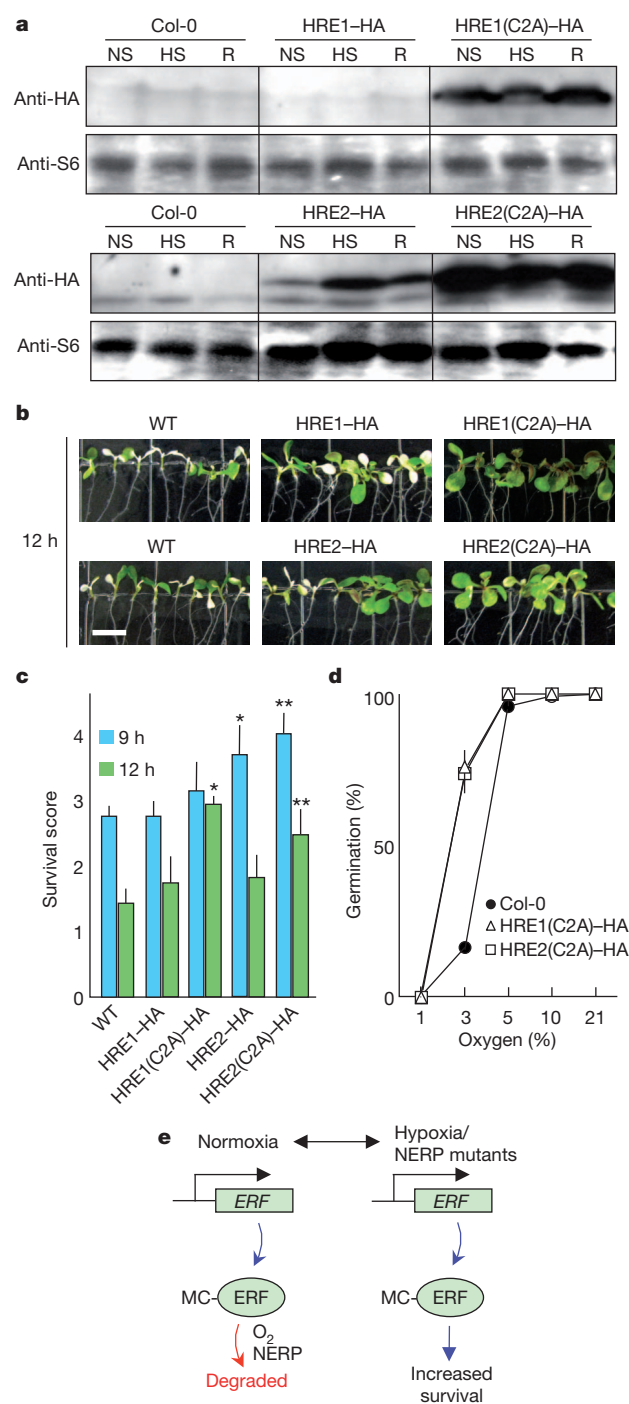 a
Col-0 HRE1–HA HRE1(C2A)–HA
NS HS R NS HS R NS HS R
Anti-HA
Anti-S6
Col-0 HRE2–HA HRE2(C2A)–HA
NS HS R NS HS R NS HS R
Anti-HA
Anti-S6
b
WT HRE1–HA HRE1(C2A)–HA
12 h
WT HRE2–HA HRE2(C2A)–HA
c
Survival score
4
3
2
1
0
9 h
12 h
* * ** **
WT HRE1–HA HRE1(C2A)–HA HRE2–HA HRE2(C2A)–HA
d
Germination (%)
100
50
0
Col-0
HRE1(C2A)–HA
HRE2(C2A)–HA
1 3 5 10 21
Oxygen (%)
e
Normoxia
Hypoxia/
NERP mutants
ERF ERF
MC- ERF MC- ERF
O2
NERP
Degraded
Increased
survival